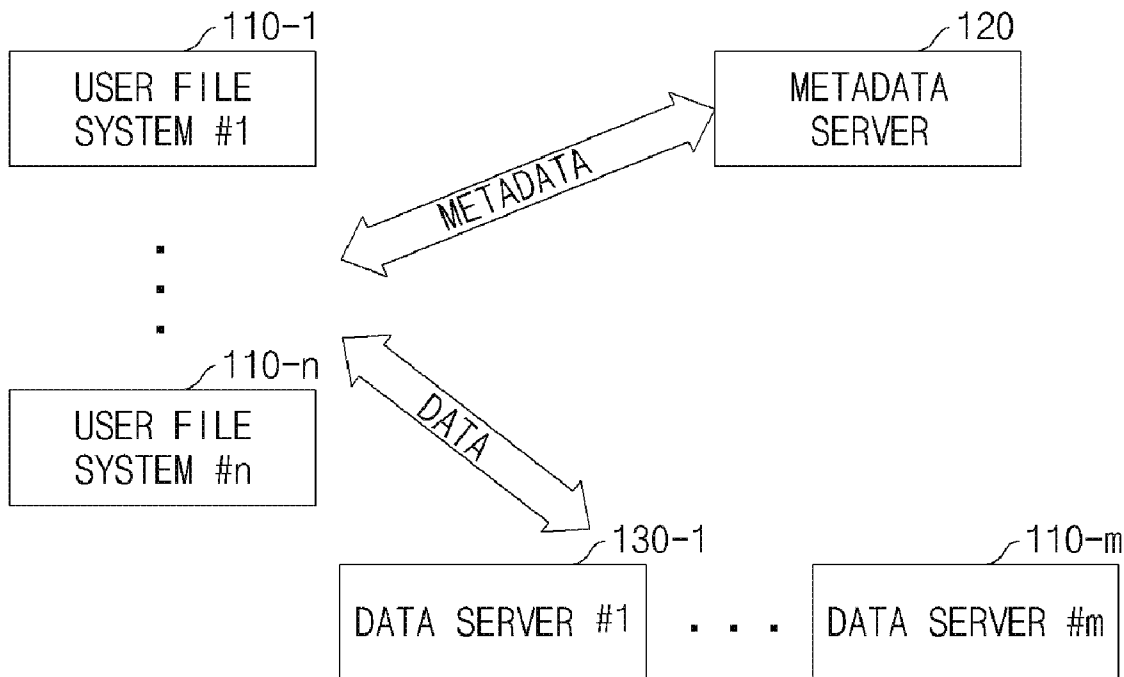 110-1
USER FILE
SYSTEM #1
120
METADATA
SERVER
METADATA
110-n
USER FILE
SYSTEM #n
DATA
130-1
DATA SERVER #1
110-m
DATA SERVER #m